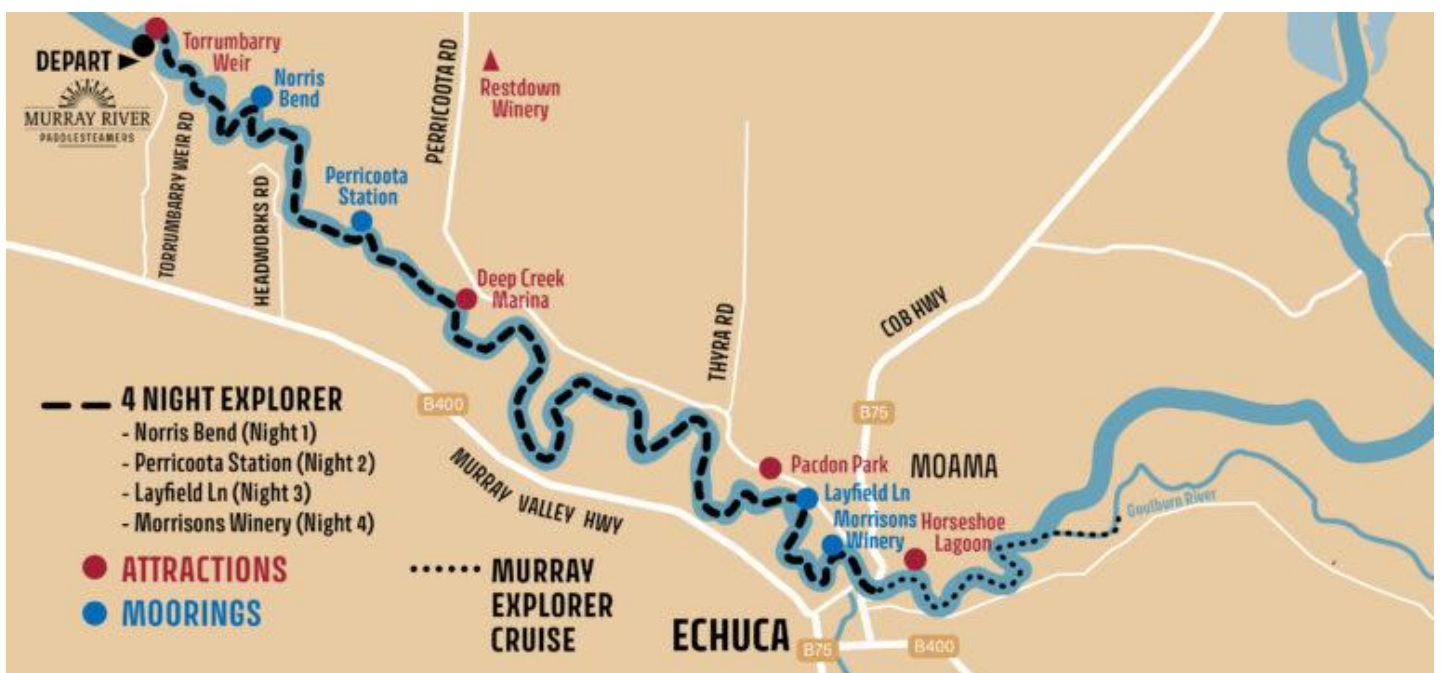 DEPART
MURRAY RIVER
PADDLESTEAMERS
Torrumbarry
Weir
Norris
Bend
TORRUMBARRY WEIR RD
HEADWORKS RD
Perricoota
Station
PERRICOOTA RD
Restdown
Winery
Deep Creek
Marina
THYRA RD
COB HWY
B400
B75
MURRAY VALLEY HWY
Pacdon Park
MOAMA
Layfield Ln
Morrisons
Winery
Horseshoe
Lagoon
Goulburn River
4 NIGHT EXPLORER
- Norris Bend (Night 1)
- Perricoota Station (Night 2)
- Layfield Ln (Night 3)
- Morrisons Winery (Night 4)
ATTRACTIONS
MOORINGS
MURRAY
EXPLORER
CRUISE
ECHUCA
B75
B400